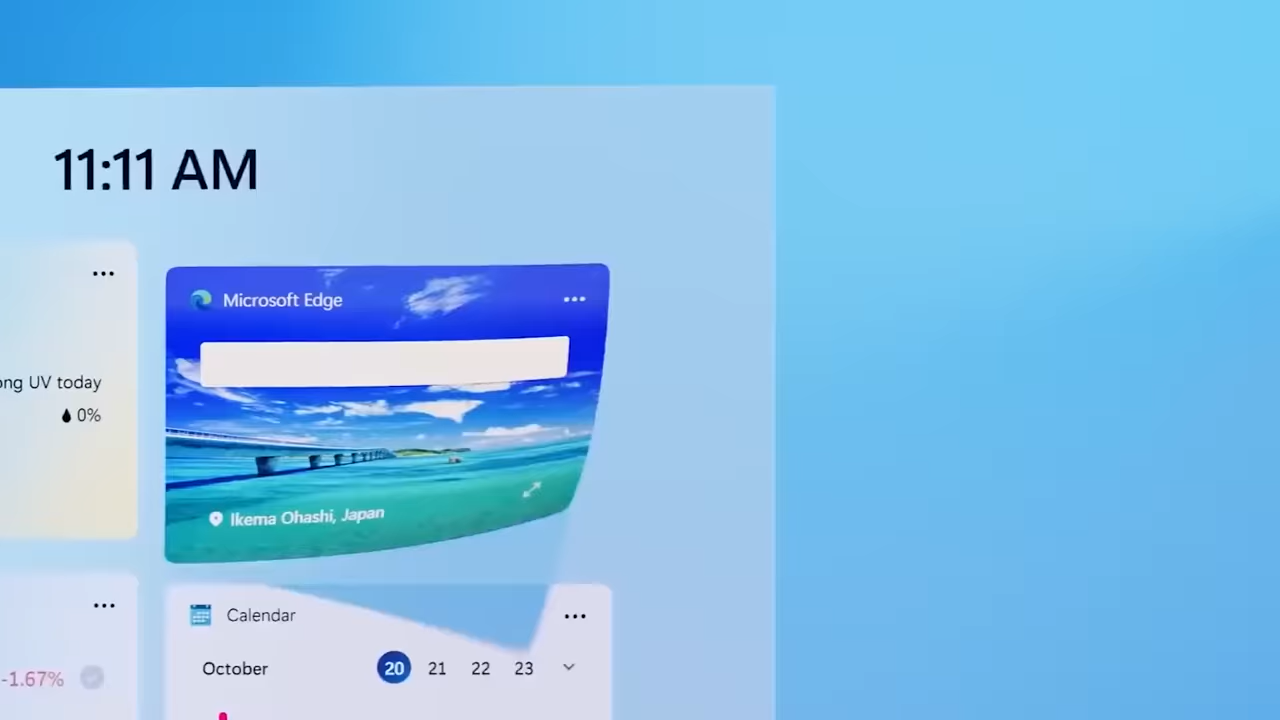 11:11 AM
Microsoft Edge
ong UV today
0%
Ikema Ohashi, Japan
Calendar
October 20 21 22 23
-1.67%